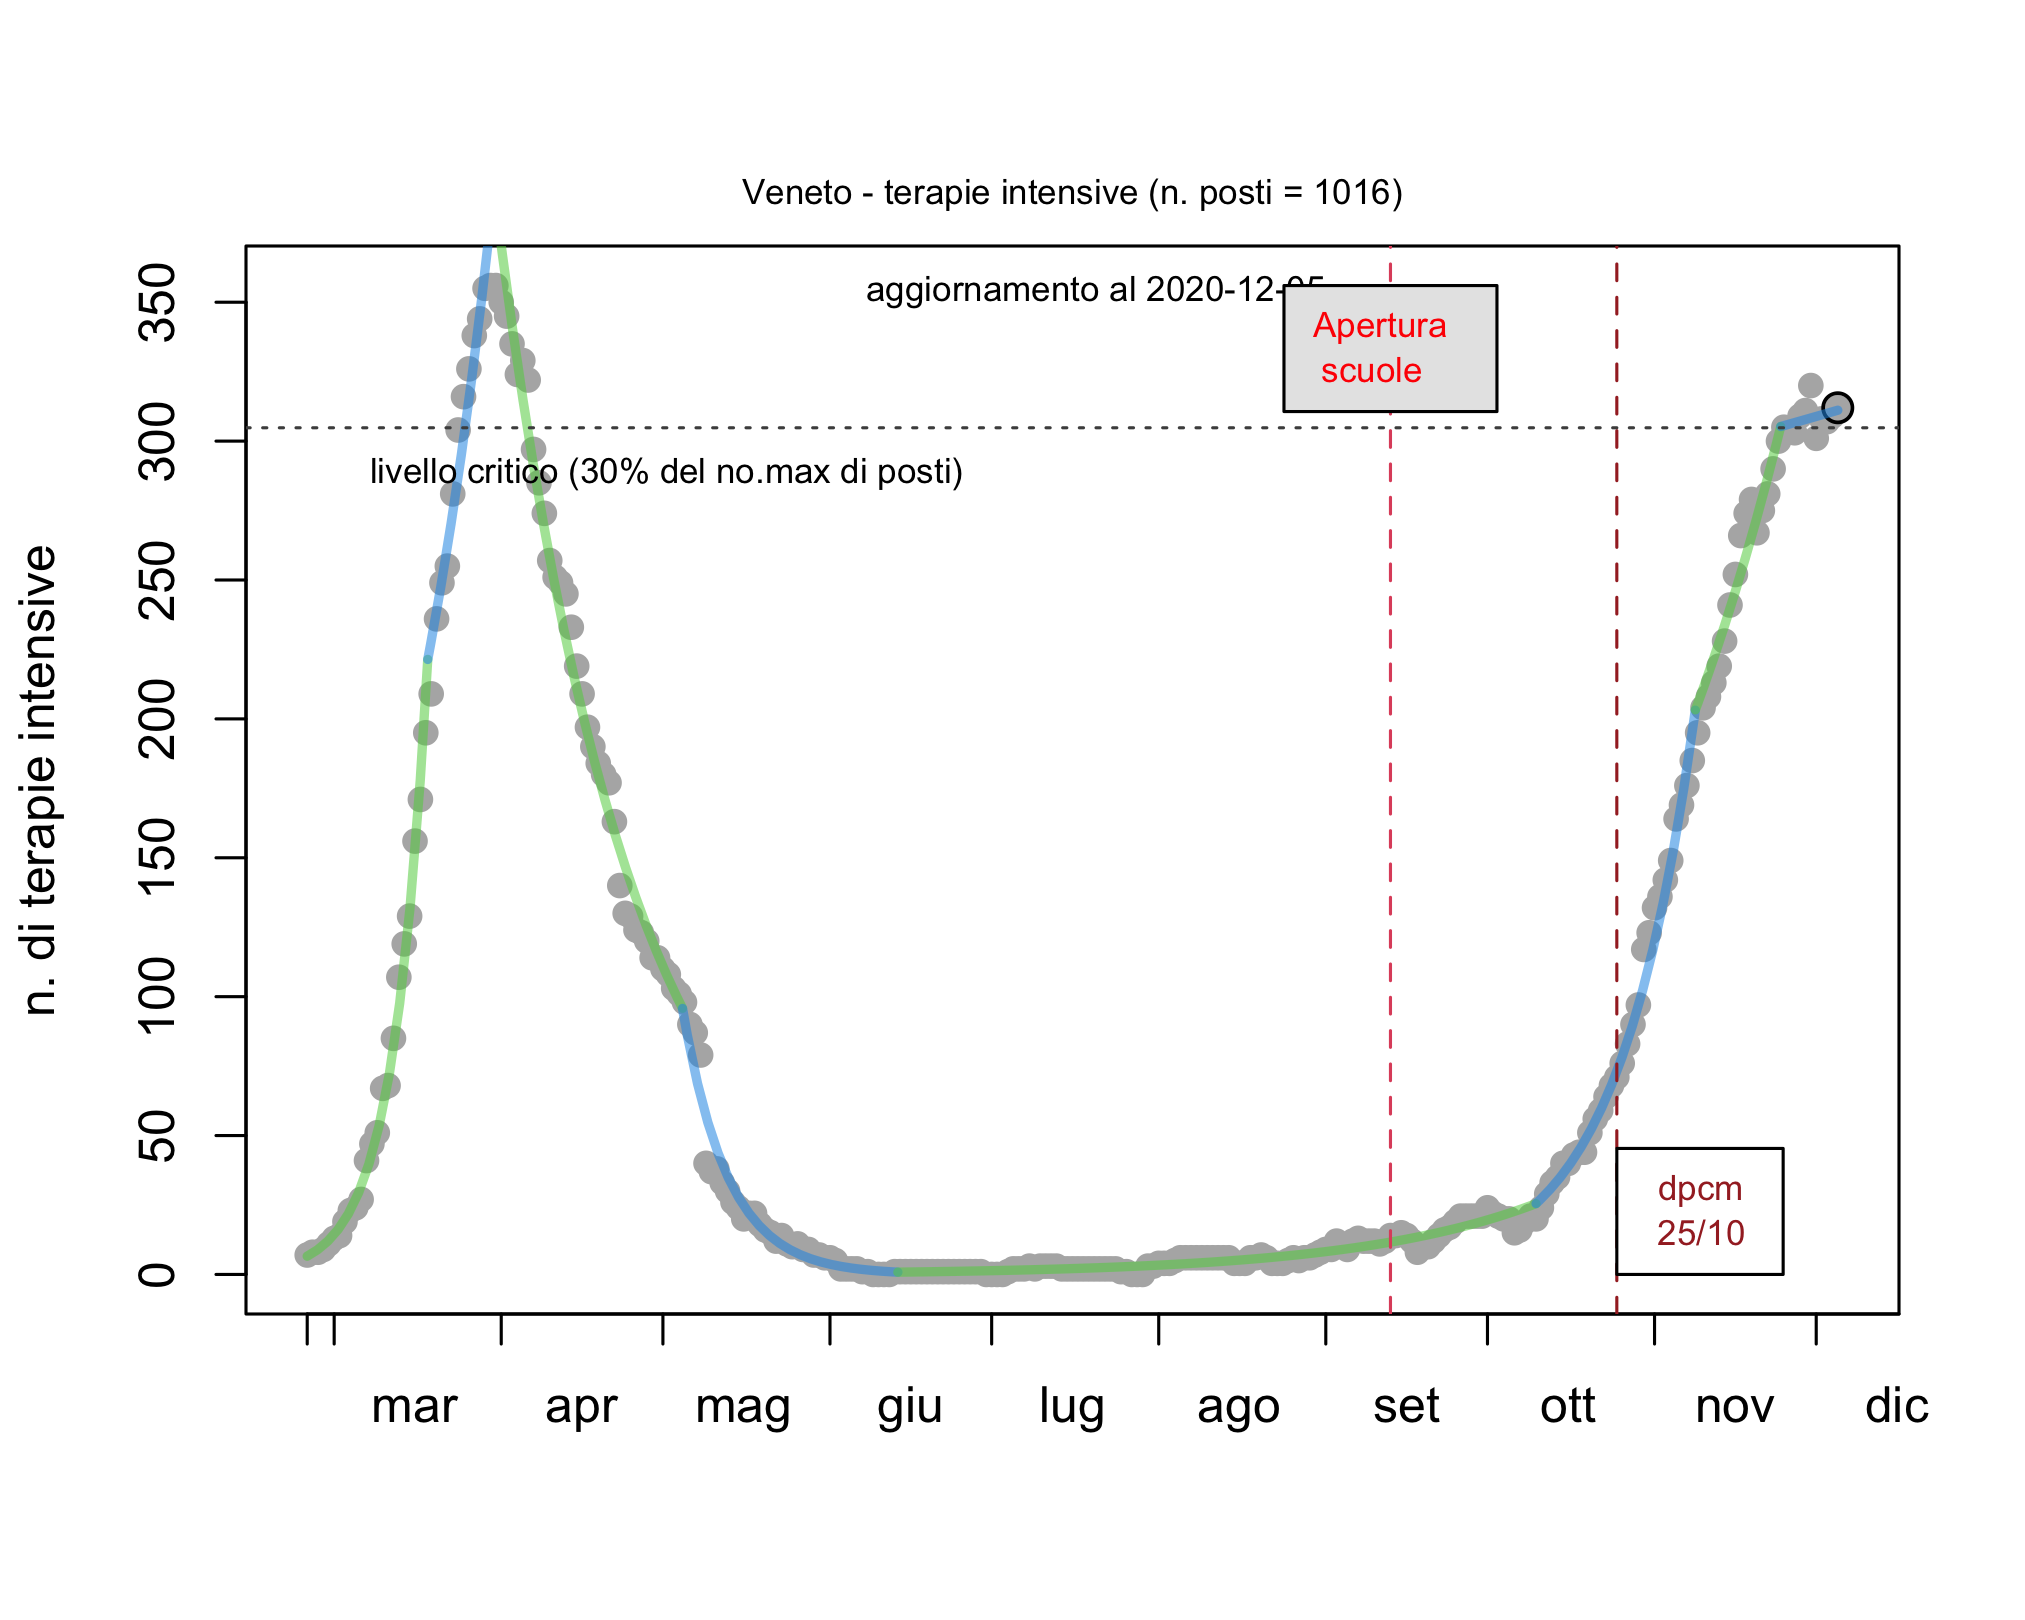 Veneto - terapie intensive (n. posti = 1016)
aggiornamento al 2020-12-05
Apertura
scuole
livello critico (30% del no.max di posti)
n. di terapie intensive
350
300
250
200
150
100
50
0
dpcm
25/10
mar apr mag giu lug ago set ott nov dic